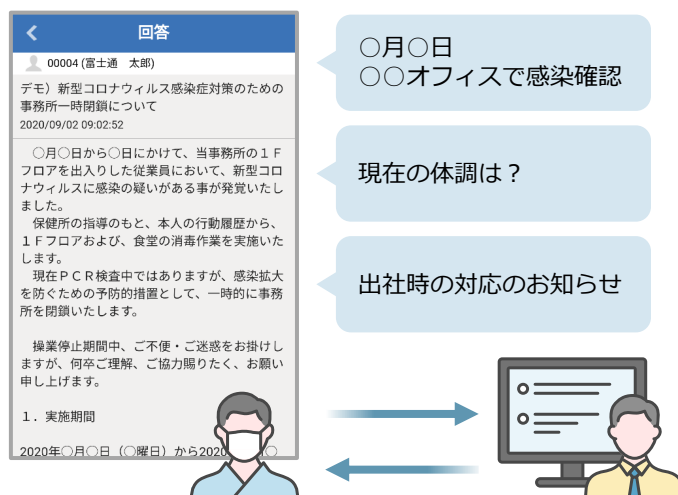 回答
00004 (富士通　太郎)
デモ）新型コロナウィルス感染症対策のための
事務所一時閉鎖について
2020/09/02 09:02:52
　○月○日から○日にかけて、当事務所の１Ｆ
フロアを出入りした従業員において、新型コロ
ナウィルスに感染の疑いがある事が発覚いたし
ました。
　保健所の指導のもと、本人の行動履歴から、
１Ｆフロアおよび、食堂の消毒作業を実施いた
します。
　現在ＰＣＲ検査中ではありますが、感染拡大
を防ぐための予防的措置として、一時的に事務
所を閉鎖いたします。
　操業停止期間中、ご不便・ご迷惑をお掛けし
ますが、何卒ご理解、ご協力賜りたく、お願い
申し上げます。
１．実施期間
2020年○月○日（○曜日）から2020
○月○日
○○オフィスで感染確認
現在の体調は？
出社時の対応のお知らせ